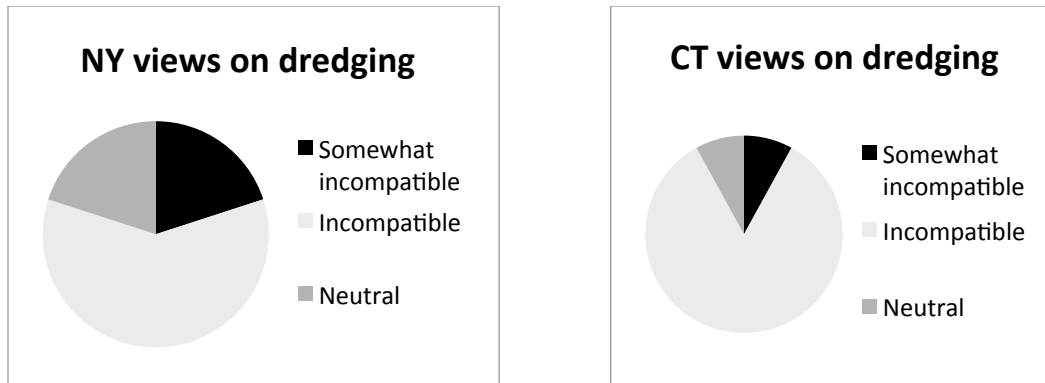 NY views on dredging
Somewhat
incompatible
Incompatible
Neutral
CT views on dredging
Somewhat
incompatible
Incompatible
Neutral